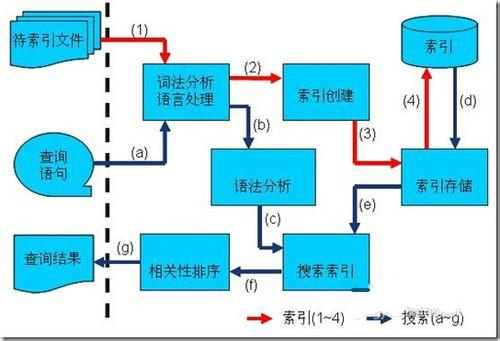 待索引文件
(1)
词法分析
语言处理
(2)
索引创建
索引
(4)
(d)
(3)
(a)
(b)
查询
语句
语法分析
索引存储
(c)
(e)
查询结果
(g)
相关性排序
(f)
搜索索引
索引(1~4)
搜索(a~g)